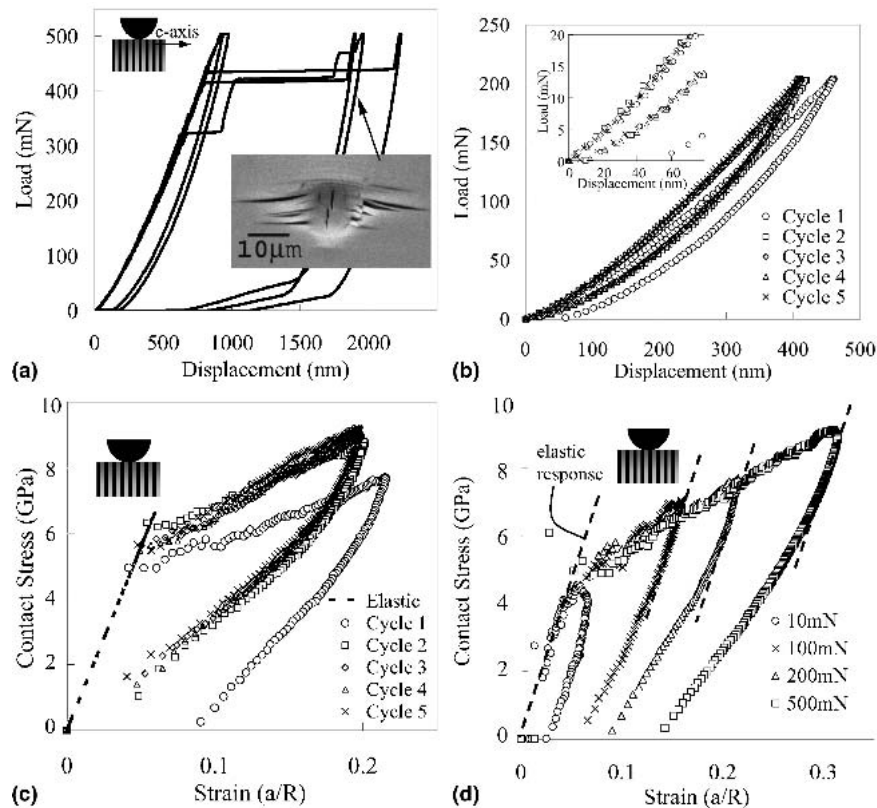 500
400
300
200
100
0
Load (mN)
c-axis
10μm
0 500 1000 1500 2000
Displacement (nm)
(a)
250
200
150
100
50
0
Load (mN)
20
15
10
5
0
Load (mN)
0 20 40 60
Displacement (nm)
Cycle 1
Cycle 2
Cycle 3
Cycle 4
Cycle 5
0 100 200 300 400 500
Displacement (nm)
(b)
10
8
6
4
2
0
Contact Stress (GPa)
Elastic
Cycle 1
Cycle 2
Cycle 3
Cycle 4
Cycle 5
0 0.1 0.2
Strain (a/R)
(c)
10
8
6
4
2
0
Contact Stress (GPa)
elastic
response
10mN
100mN
200mN
500mN
0 0.1 0.2 0.3
Strain (a/R)
(d)